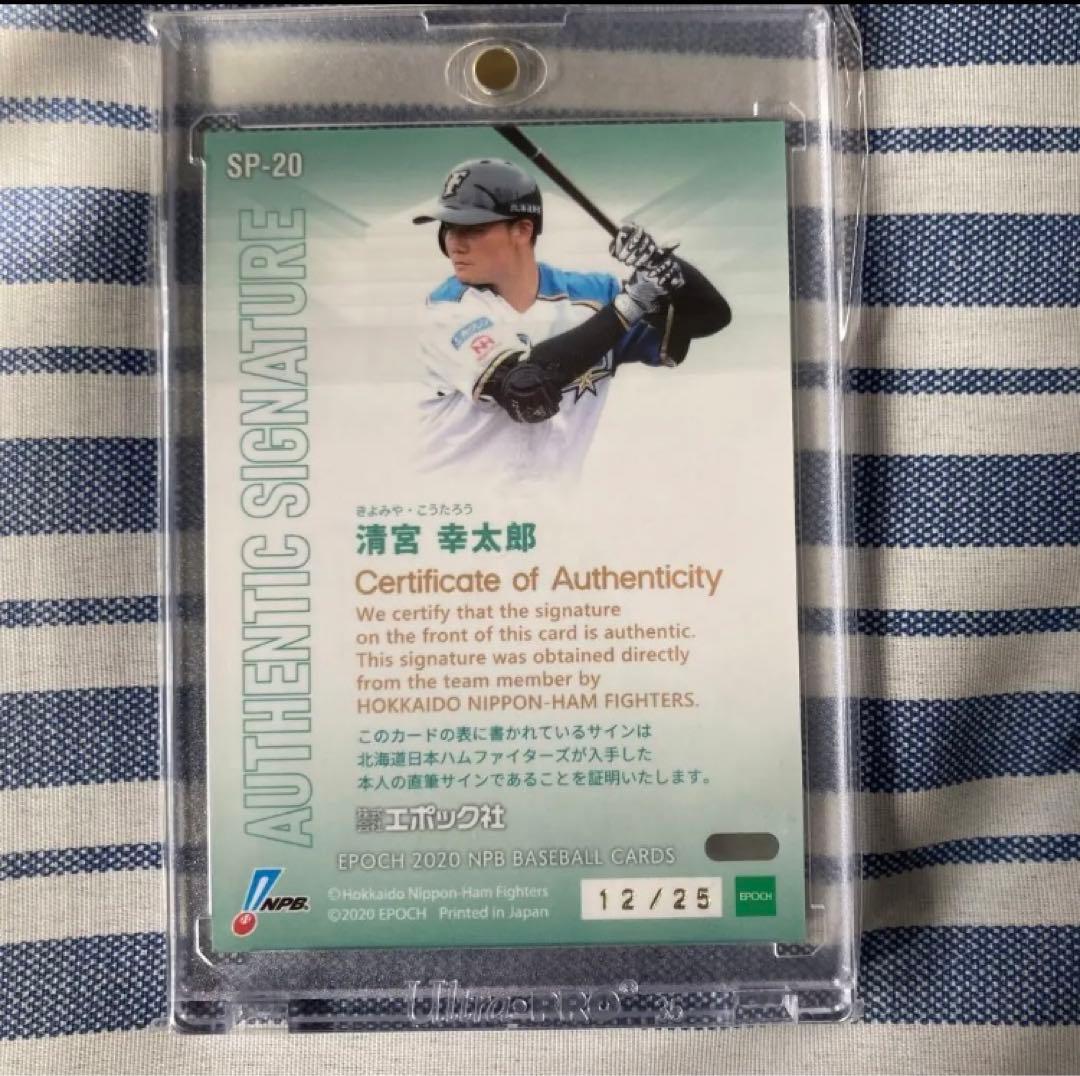 SP-20
AUTHENTIC SIGNATURE
きよみや・こうたろう
清宮 幸太郎
Certificate of Authenticity
We certify that the signature
on the front of this card is authentic.
This signature was obtained directly
from the team member by
HOKKAIDO NIPPON-HAM FIGHTERS.
このカードの表に書かれているサインは
北海道日本ハムファイターズが入手した
本人の直筆サインであることを証明いたします。
株式会社エポック社
EPOCH 2020 NPB BASEBALL CARDS
NPB.
©Hokkaido Nippon-Ham Fighters
©2020 EPOCH Printed in Japan
12/25
EPOCH
Ultra PRO